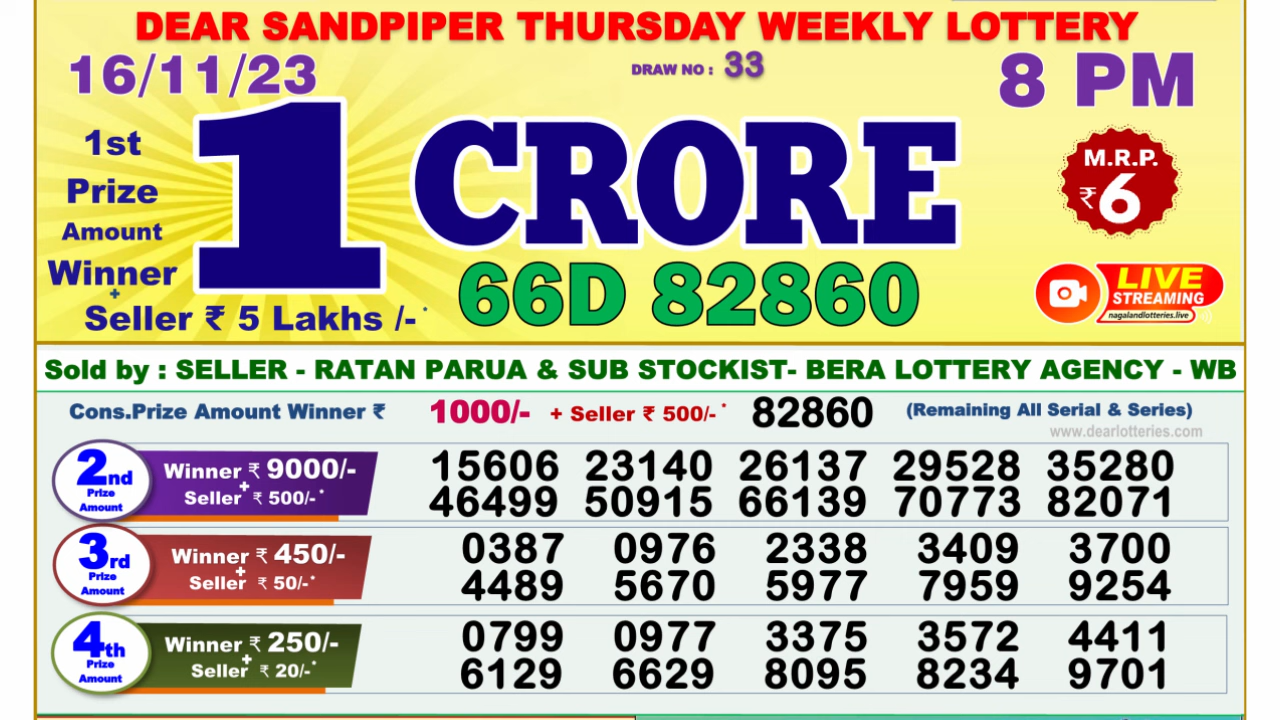 DEAR SANDPIPER THURSDAY WEEKLY LOTTERY
16/11/23 DRAW NO : 33 8 PM
1st
Prize
Amount
Winner
+
Seller ₹ 5 Lakhs /-*
1 CRORE
66D 82860
M.R.P.
₹6
LIVE
STREAMING
nagalandlotteries.live
Sold by : SELLER - RATAN PARUA & SUB STOCKIST- BERA LOTTERY AGENCY - WB
Cons.Prize Amount Winner ₹ 1000/- + Seller ₹ 500/-* 82860 (Remaining All Serial & Series)
www.dearlotteries.com
2nd
Prize
Amount
Winner ₹ 9000/-
+
Seller ₹ 500/-*
15606 23140 26137 29528 35280
46499 50915 66139 70773 82071
3rd
Prize
Amount
Winner ₹ 450/-
+
Seller ₹ 50/-*
0387 0976 2338 3409 3700
4489 5670 5977 7959 9254
4th
Prize
Amount
Winner ₹ 250/-
+
Seller ₹ 20/-*
0799 0977 3375 3572 4411
6129 6629 8095 8234 9701